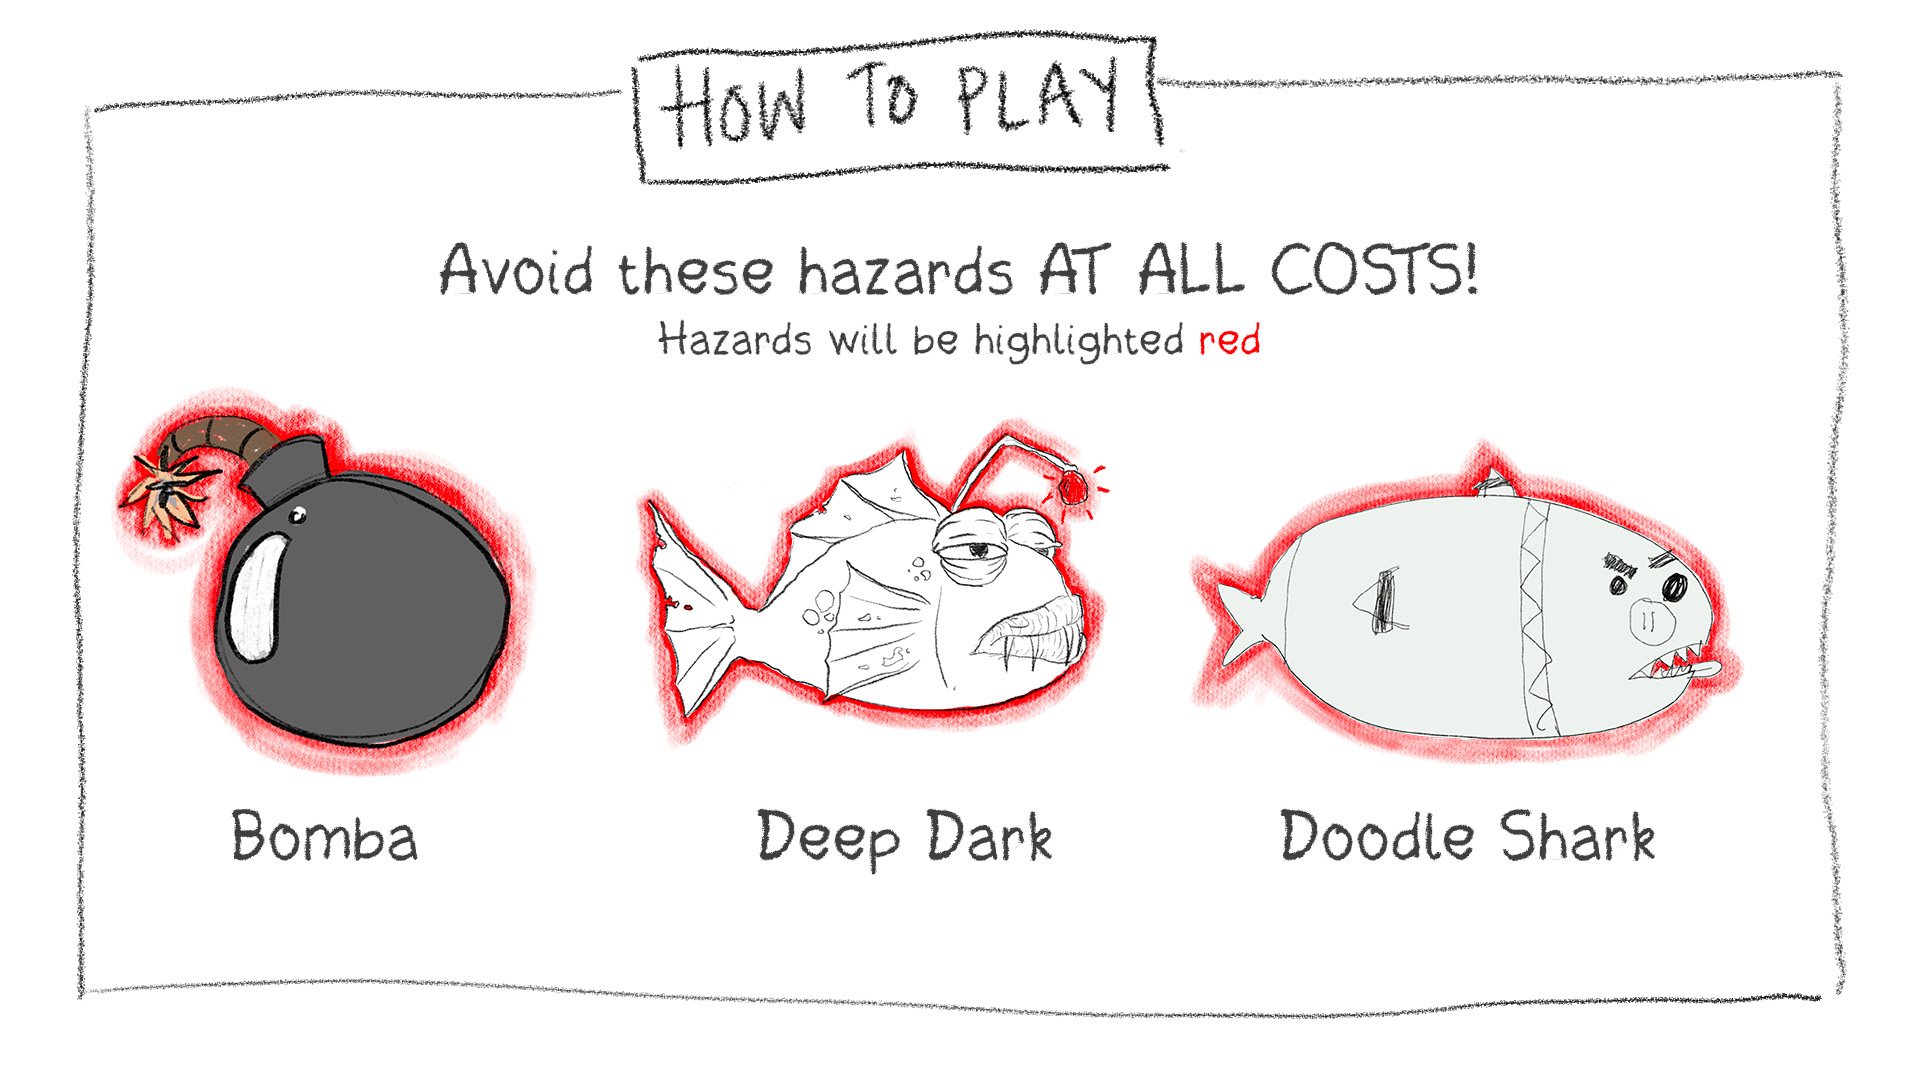 HOW TO PLAY
Avoid these hazards AT ALL COSTS!
Hazards will be highlighted red
Bomba
Deep Dark
Doodle Shark